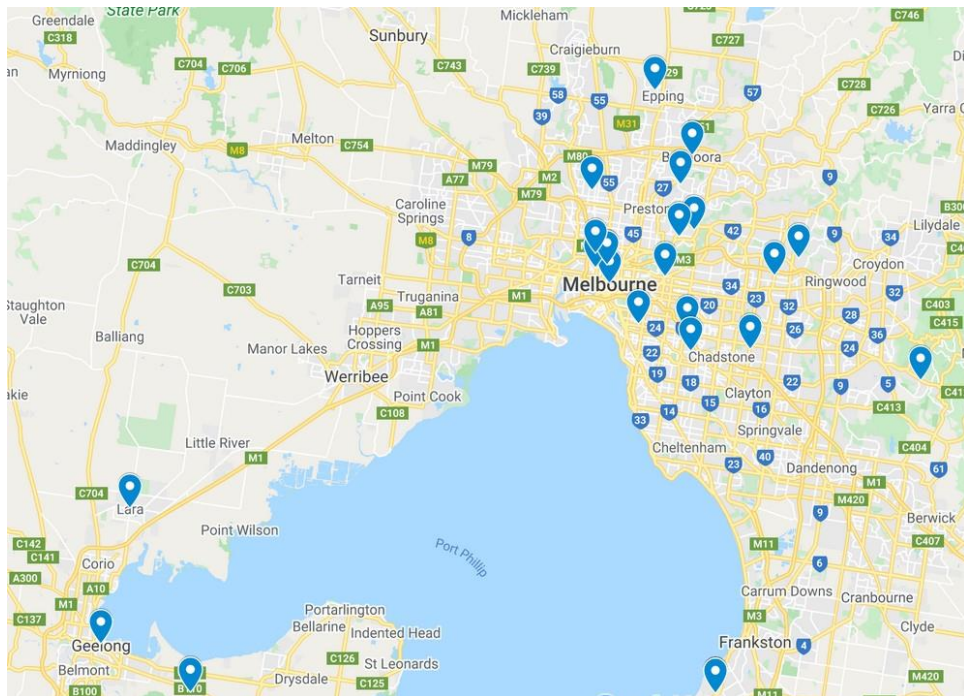 State Park
Greendale
C318
Myrniong
C704
C706
Sunbury
C743
Mickleham
C739
Craigieburn
C727
C746
C728
C726
Yarra
58
55
39
M31
Epping
57
Maddingley
M8
Melton
C754
M79
A77
M2
M80
M79
55
27
Preston
9
Lilydale
Caroline
Springs
M8
8
45
42
9
34
Croydon
C704
C703
Tarneit
Truganina
A95
A81
M1
Melbourne
M3
34
23
32
Ringwood
32
C403
C415
Staughton
Vale
Balliang
Manor Lakes
Hoppers
Crossing
M1
Werribee
Point Cook
C108
20
24
22
19
18
15
Chadstone
Clayton
26
28
36
24
22
9
5
C413
16
14
33
Springvale
Cheltenham
23
40
Dandenong
C404
61
M1
M420
Berwick
C407
9
Little River
M1
C704
Lara
Point Wilson
Port Phillip
C142
C141
A300
Corio
A10
M1
C137
Geelong
Belmont
B100
Drysdale
Portarlington
Bellarine
Indented Head
C126
St Leonards
C125
M11
6
Carrum Downs
Cranbourne
Clyde
M3
Frankston
4
M11
M420